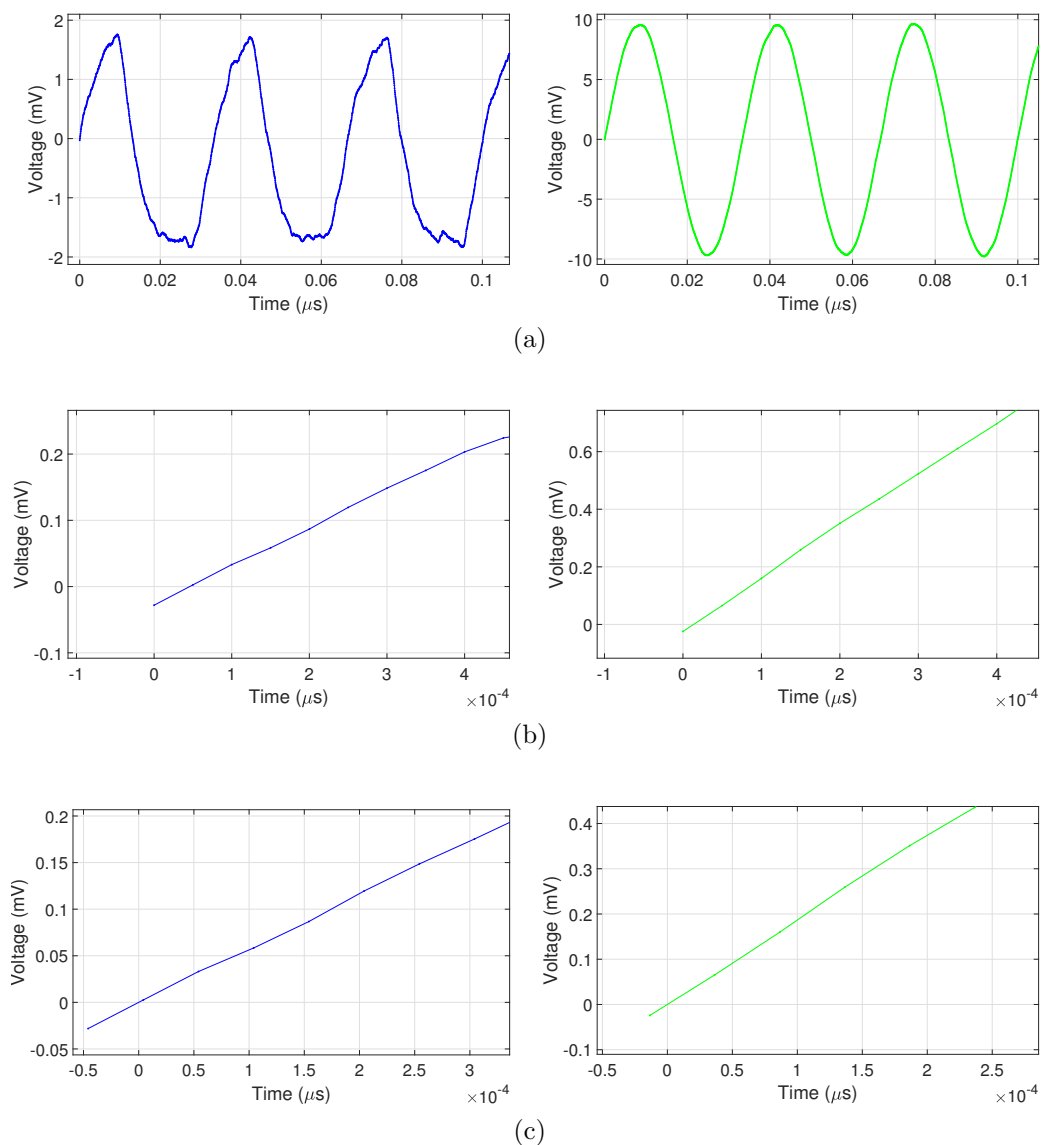 2
1
0
-1
-2
Voltage (mV)
0 0.02 0.04 0.06 0.08 0.1
Time (μs)
10
5
0
-5
-10
Voltage (mV)
0 0.02 0.04 0.06 0.08 0.1
Time (μs)
(a)
0.2
0.1
0
-0.1
Voltage (mV)
-1 0 1 2 3 4
Time (μs) ×10-4
0.6
0.4
0.2
0
Voltage (mV)
-1 0 1 2 3 4
Time (μs) ×10-4
(b)
0.2
0.15
0.1
0.05
0
-0.05
Voltage (mV)
-0.5 0 0.5 1 1.5 2 2.5 3
Time (μs) ×10-4
0.4
0.3
0.2
0.1
0
-0.1
Voltage (mV)
-0.5 0 0.5 1 1.5 2 2.5
Time (μs) ×10-4
(c)